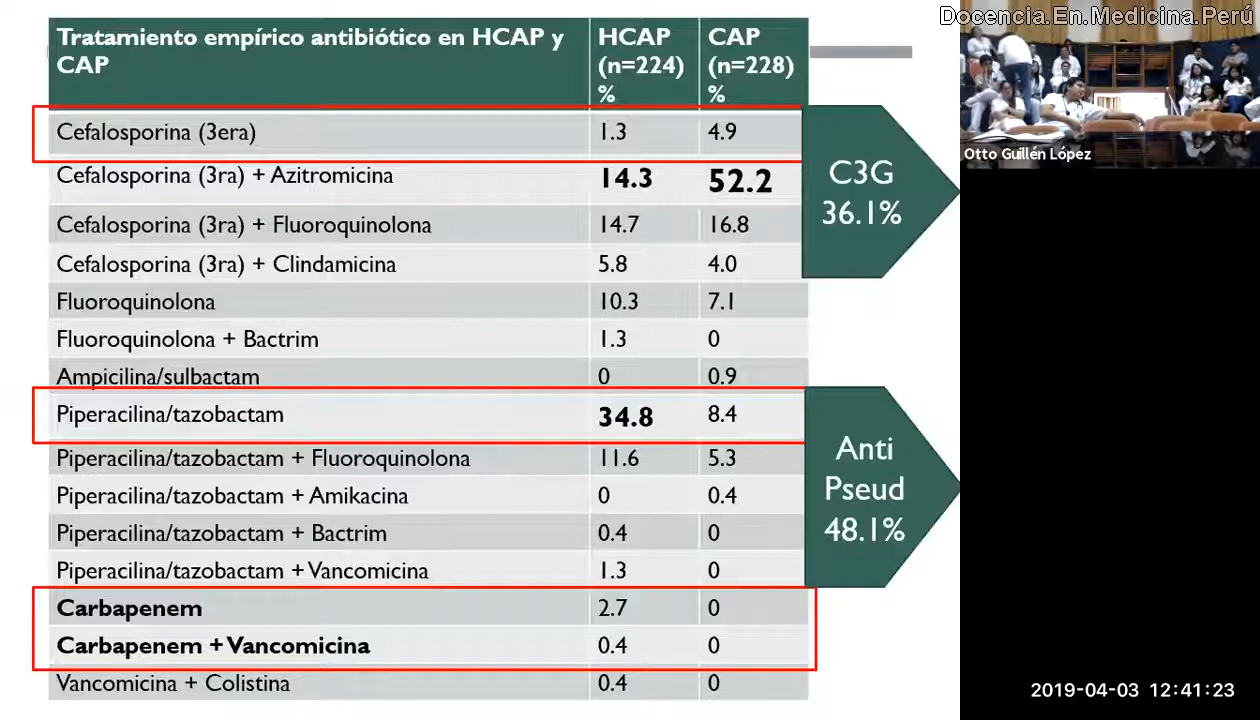 Docencia.En.Medicina.Perú
Otto Guillén López
Tratamiento empírico antibiótico en HCAP y
CAP
HCAP
(n=224)
%
CAP
(n=228)
%
Cefalosporina (3era) 1.3 4.9
Cefalosporina (3ra) + Azitromicina 14.3 52.2
Cefalosporina (3ra) + Fluoroquinolona 14.7 16.8
Cefalosporina (3ra) + Clindamicina 5.8 4.0
Fluoroquinolona 10.3 7.1
Fluoroquinolona + Bactrim 1.3 0
Ampicilina/sulbactam 0 0.9
Piperacilina/tazobactam 34.8 8.4
Piperacilina/tazobactam + Fluoroquinolona 11.6 5.3
Piperacilina/tazobactam + Amikacina 0 0.4
Piperacilina/tazobactam + Bactrim 0.4 0
Piperacilina/tazobactam + Vancomicina 1.3 0
Carbapenem 2.7 0
Carbapenem + Vancomicina 0.4 0
Vancomicina + Colistina 0.4 0
C3G
36.1%
Anti
Pseud
48.1%
2019-04-03 12:41:23